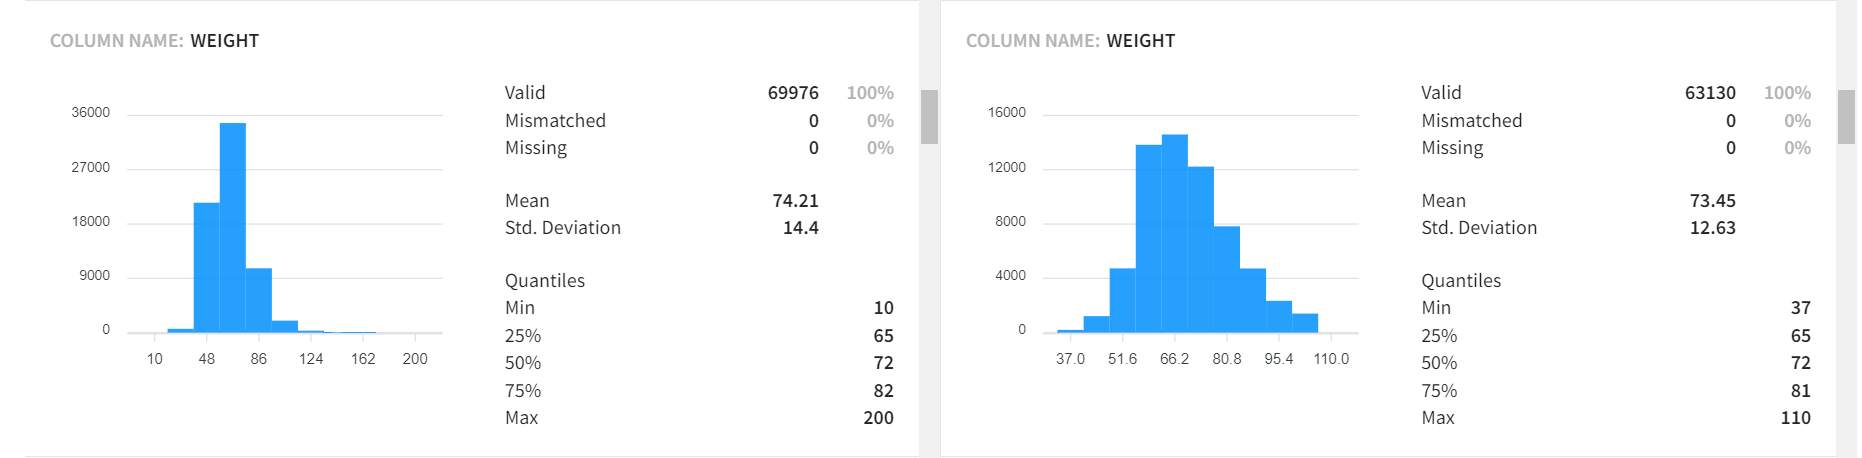 COLUMN NAME: WEIGHT
36000
27000
18000
9000
0
10 48 86 124 162 200
Valid 69976 100%
Mismatched 0 0%
Missing 0 0%
Mean 74.21
Std. Deviation 14.4
Quantiles
Min 10
25% 65
50% 72
75% 82
Max 200
COLUMN NAME: WEIGHT
16000
12000
8000
4000
0
37.0 51.6 66.2 80.8 95.4 110.0
Valid 63130 100%
Mismatched 0 0%
Missing 0 0%
Mean 73.45
Std. Deviation 12.63
Quantiles
Min 37
25% 65
50% 72
75% 81
Max 110